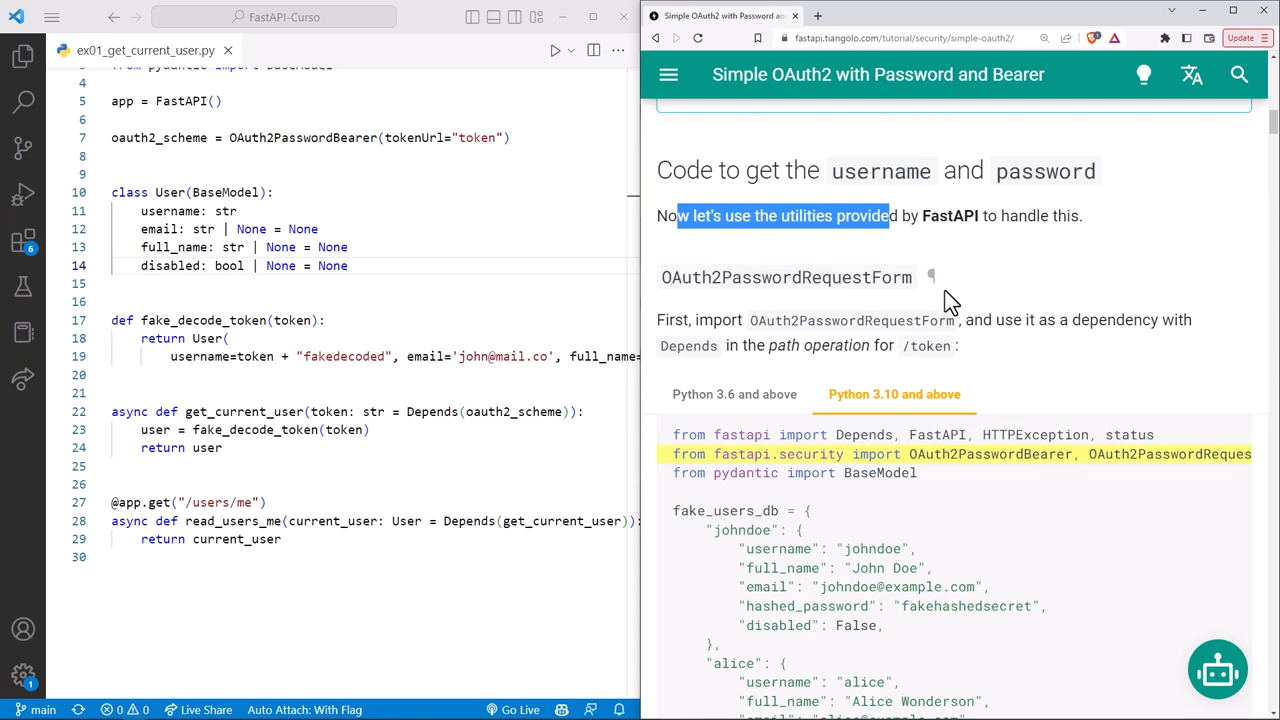 FastAPI-Curso
ex01_get_current_user.py
4
5 app = FastAPI()
6
7 oauth2_scheme = OAuth2PasswordBearer(tokenUrl="token")
8
9
10 class User(BaseModel):
11 username: str
12 email: str | None = None
13 full_name: str | None = None
14 disabled: bool | None = None
15
16
17 def fake_decode_token(token):
18 return User(
19 username=token + "fakedecoded", email='john@mail.co', full_name=
20
21
22 async def get_current_user(token: str = Depends(oauth2_scheme)):
23 user = fake_decode_token(token)
24 return user
25
26
27 @app.get("/users/me")
28 async def read_users_me(current_user: User = Depends(get_current_user)):
29 return current_user
30
6
1
main 0 0 Live Share Auto Attach: With Flag Go Live
Simple OAuth2 with Password an
fastapi.tiangolo.com/tutorial/security/simple-oauth2/
Update
Simple OAuth2 with Password and Bearer
Code to get the username and password
Now let's use the utilities provided by FastAPI to handle this.
OAuth2PasswordRequestForm ¶
First, import OAuth2PasswordRequestForm, and use it as a dependency with
Depends in the path operation for /token:
Python 3.6 and above Python 3.10 and above
from fastapi import Depends, FastAPI, HTTPException, status
from fastapi.security import OAuth2PasswordBearer, OAuth2PasswordReques
from pydantic import BaseModel
fake_users_db = {
"johndoe": {
"username": "johndoe",
"full_name": "John Doe",
"email": "johndoe@example.com",
"hashed_password": "fakehashedsecret",
"disabled": False,
},
"alice": {
"username": "alice",
"full_name": "Alice Wonderson",